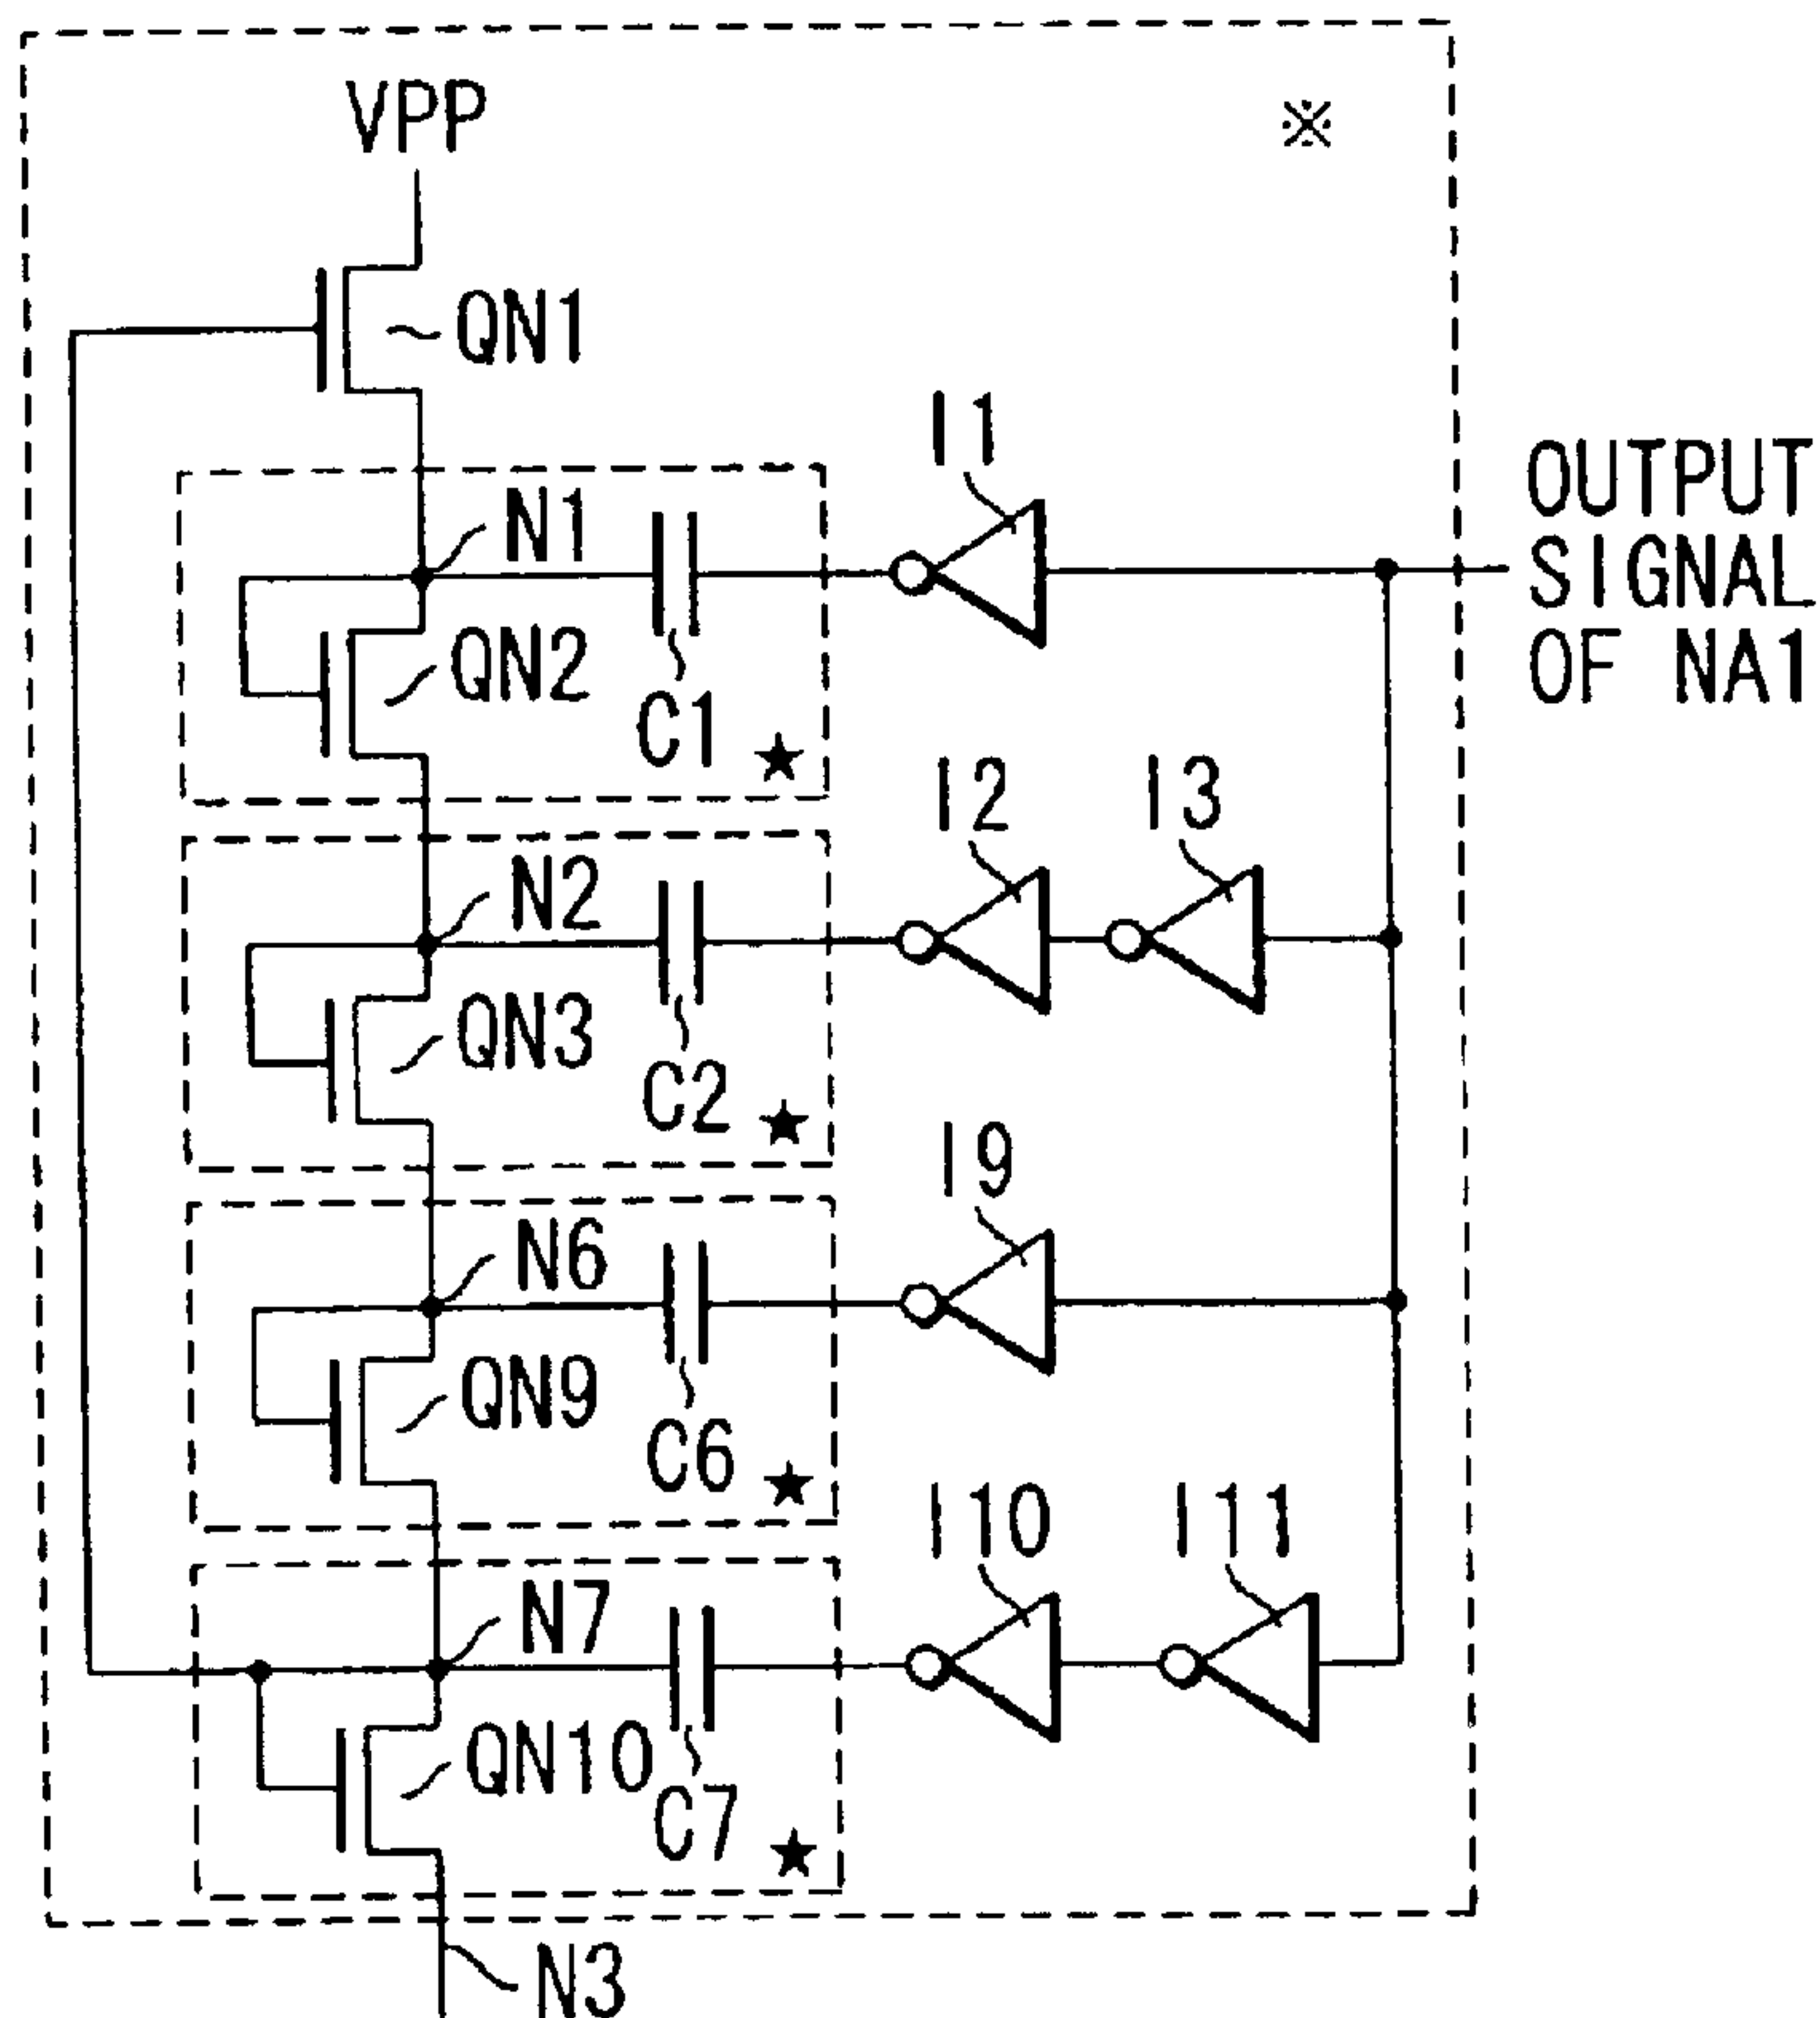 VPP
※
QN1
I1
OUTPUT
SIGNAL
OF NA1
N1
QN2
C1 ★
I2
I3
N2
QN3
C2 ★
I9
N6
QN9
C6 ★
I10
I11
N7
QN10
C7 ★
N3